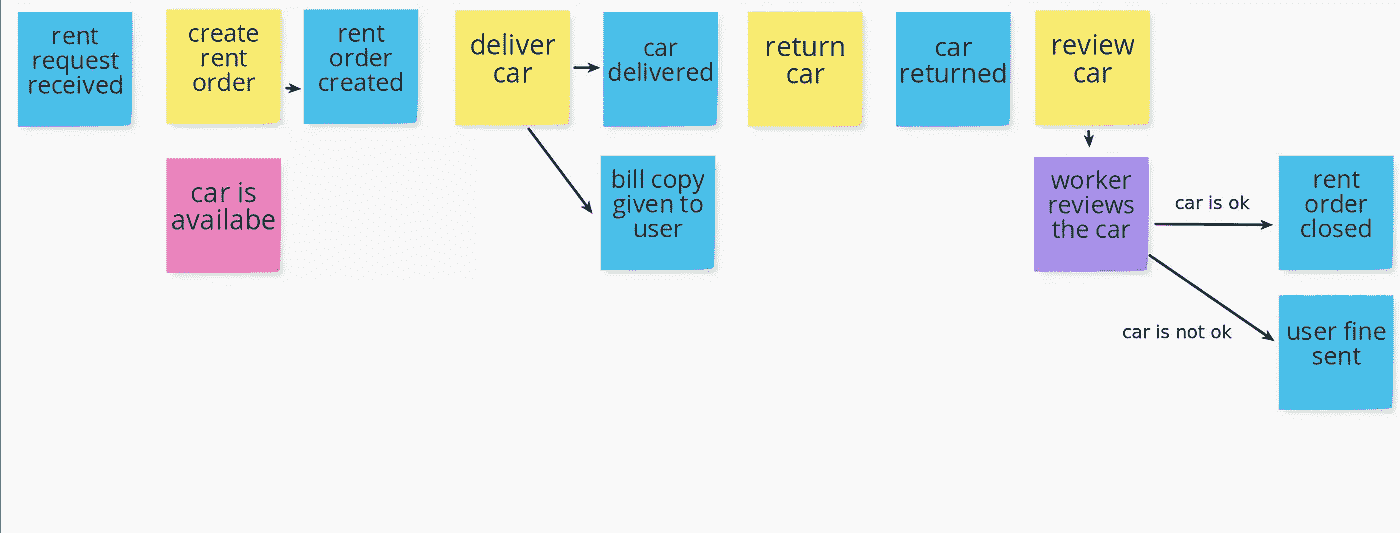 rent
request
received
create
rent
order
rent
order
created
deliver
car
car
delivered
return
car
car
returned
review
car
car is
availabe
bill copy
given to
user
worker
reviews
the car
car is ok
rent
order
closed
car is not ok
user fine
sent